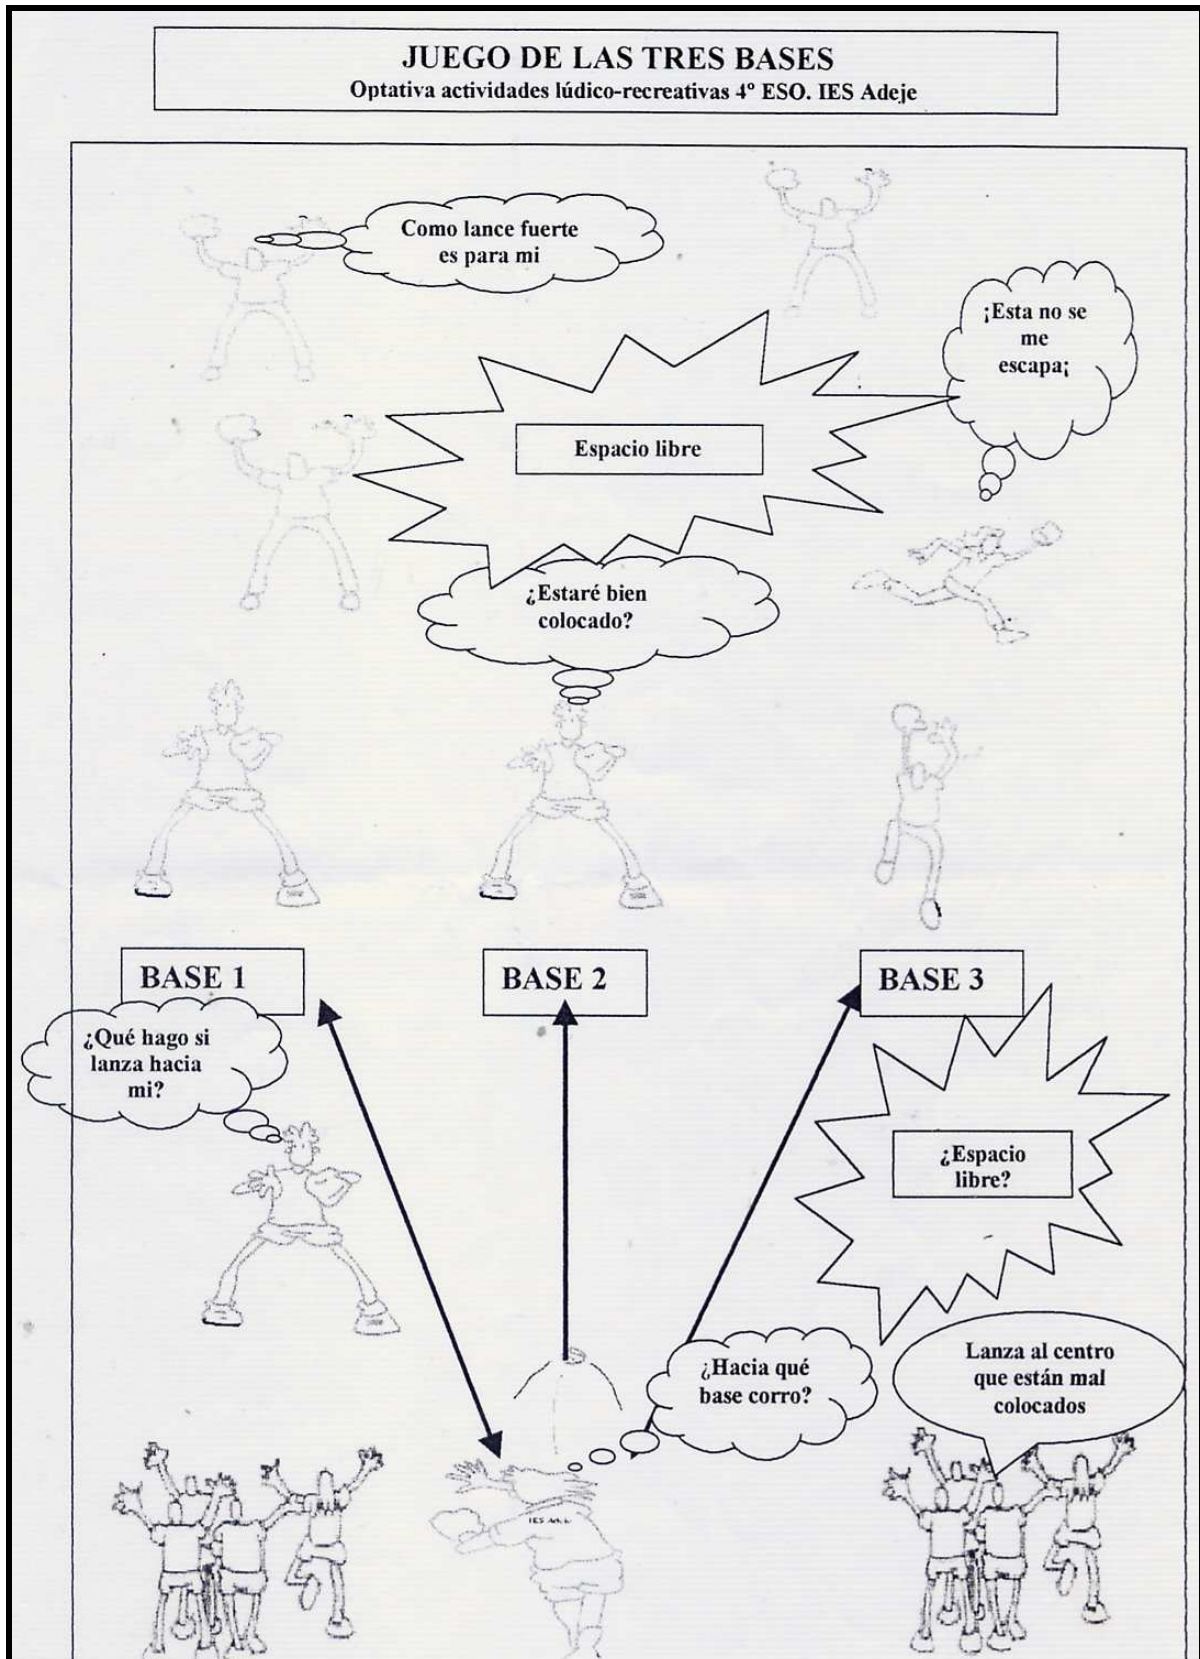 JUEGO DE LAS TRES BASES
Optativa actividades lúdico-recreativas 4º ESO. IES Adeje
Como lance fuerte
es para mi
¡Esta no se
me
escapa¡
Espacio libre
¿Estaré bien
colocado?
BASE 1
BASE 2
BASE 3
¿Qué hago si
lanza hacia
mi?
¿Espacio
libre?
Lanza al centro
que están mal
colocados
¿Hacia qué
base corro?
IES